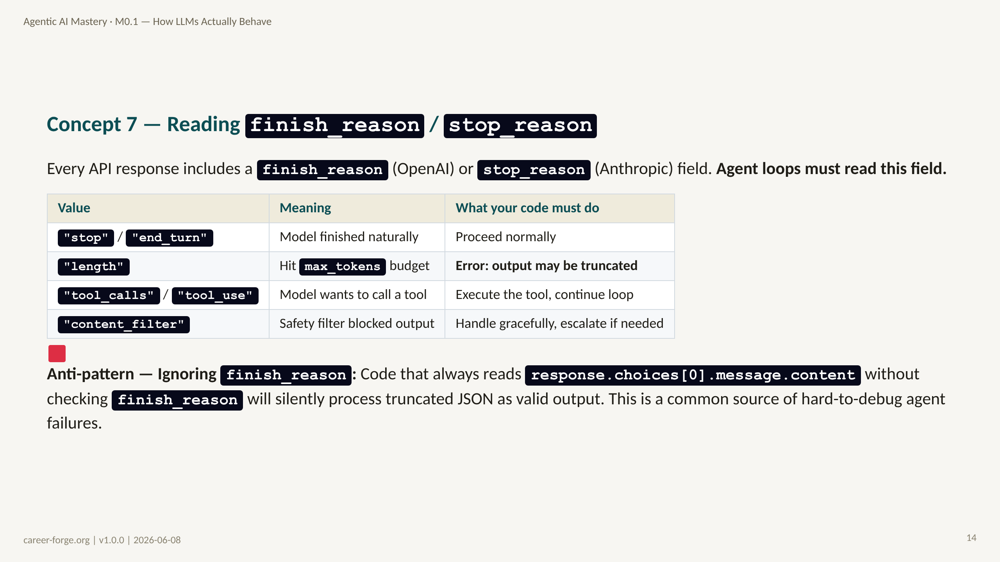 Agentic AI Mastery · M0.1 — How LLMs Actually Behave
Concept 7 — Reading finish_reason / stop_reason
Every API response includes a finish_reason (OpenAI) or stop_reason (Anthropic) field. Agent loops must read this field.
Value Meaning What your code must do
"stop" / "end_turn" Model finished naturally Proceed normally
"length" Hit max_tokens budget Error: output may be truncated
"tool_calls" / "tool_use" Model wants to call a tool Execute the tool, continue loop
"content_filter" Safety filter blocked output Handle gracefully, escalate if needed
Anti-pattern — Ignoring finish_reason: Code that always reads response.choices[0].message.content without
checking finish_reason will silently process truncated JSON as valid output. This is a common source of hard-to-debug agent
failures.
career-forge.org | v1.0.0 | 2026-06-08
14